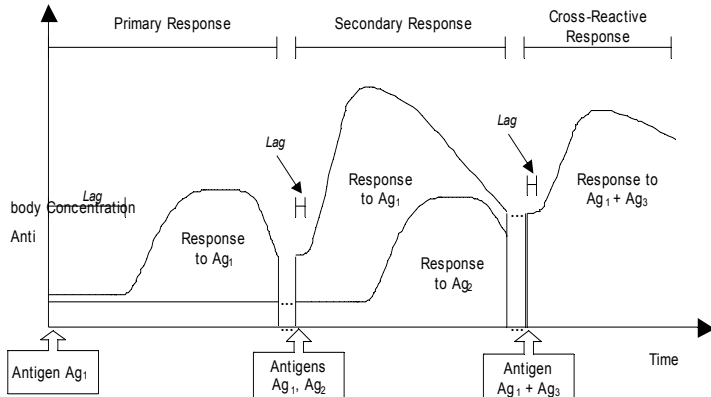 Primary Response
Secondary Response
Cross-Reactive
Response
Lag
Lag
Lag
body Concentration
Anti
Response
to Ag1
Response
to Ag1
Response
to Ag2
Response to
Ag1 + Ag3
...
...
...
...
Antigen Ag1
Antigens
Ag1, Ag2
Antigen
Ag1 + Ag3
Time